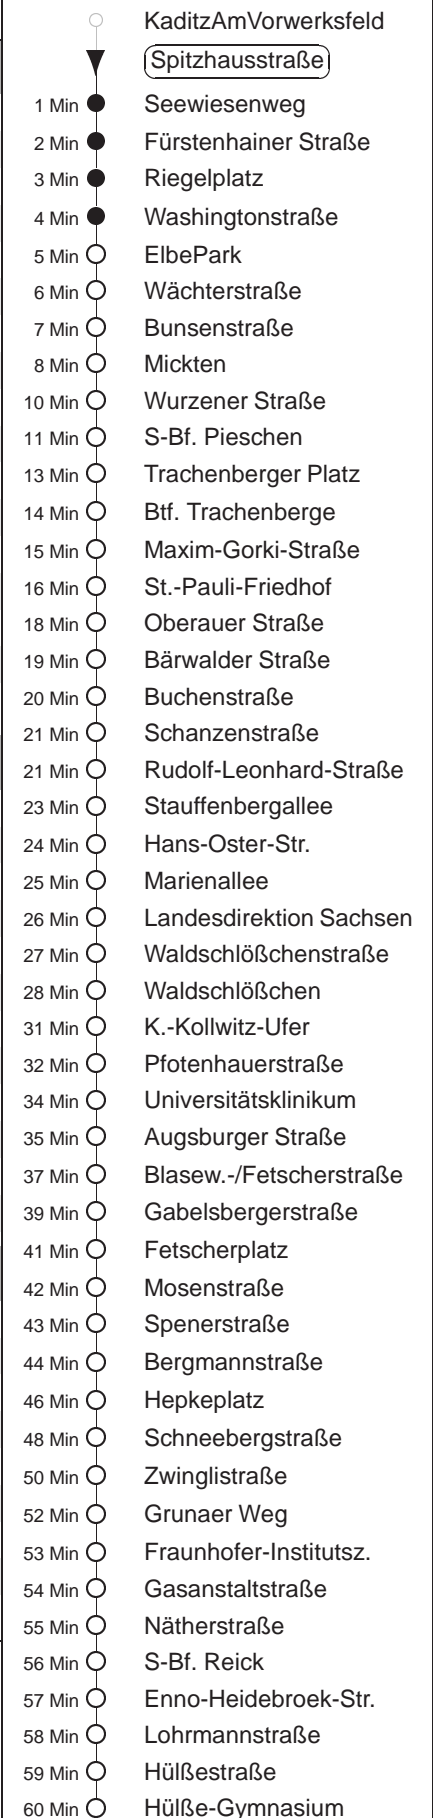 KaditzAmVorwerksfeld
Spitzhausstraße
1 Min Seewiesenweg
2 Min Fürstenhainer Straße
3 Min Riegelplatz
4 Min Washingtonstraße
5 Min ElbePark
6 Min Wächterstraße
7 Min Bunsenstraße
8 Min Mickten
10 Min Wurzener Straße
11 Min S-Bf. Pieschen
13 Min Trachenberger Platz
14 Min Btf. Trachenberge
15 Min Maxim-Gorki-Straße
16 Min St.-Pauli-Friedhof
18 Min Oberauer Straße
19 Min Bärwalder Straße
20 Min Buchenstraße
21 Min Schanzenstraße
21 Min Rudolf-Leonhard-Straße
23 Min Stauffenbergallee
24 Min Hans-Oster-Str.
25 Min Marienallee
26 Min Landesdirektion Sachsen
27 Min Waldschlößchenstraße
28 Min Waldschlößchen
31 Min K.-Kollwitz-Ufer
32 Min Pfotenhauerstraße
34 Min Universitätsklinikum
35 Min Augsburger Straße
37 Min Blasew.-/Fetscherstraße
39 Min Gabelsbergerstraße
41 Min Fetscherplatz
42 Min Mosenstraße
43 Min Spenerstraße
44 Min Bergmannstraße
46 Min Hepkeplatz
48 Min Schneebergstraße
50 Min Zwinglistraße
52 Min Grunaer Weg
53 Min Fraunhofer-Institutsz.
54 Min Gasanstaltstraße
55 Min Nätherstraße
56 Min S-Bf. Reick
57 Min Enno-Heidebroek-Str.
58 Min Lohrmannstraße
59 Min Hülßestraße
60 Min Hülße-Gymnasium